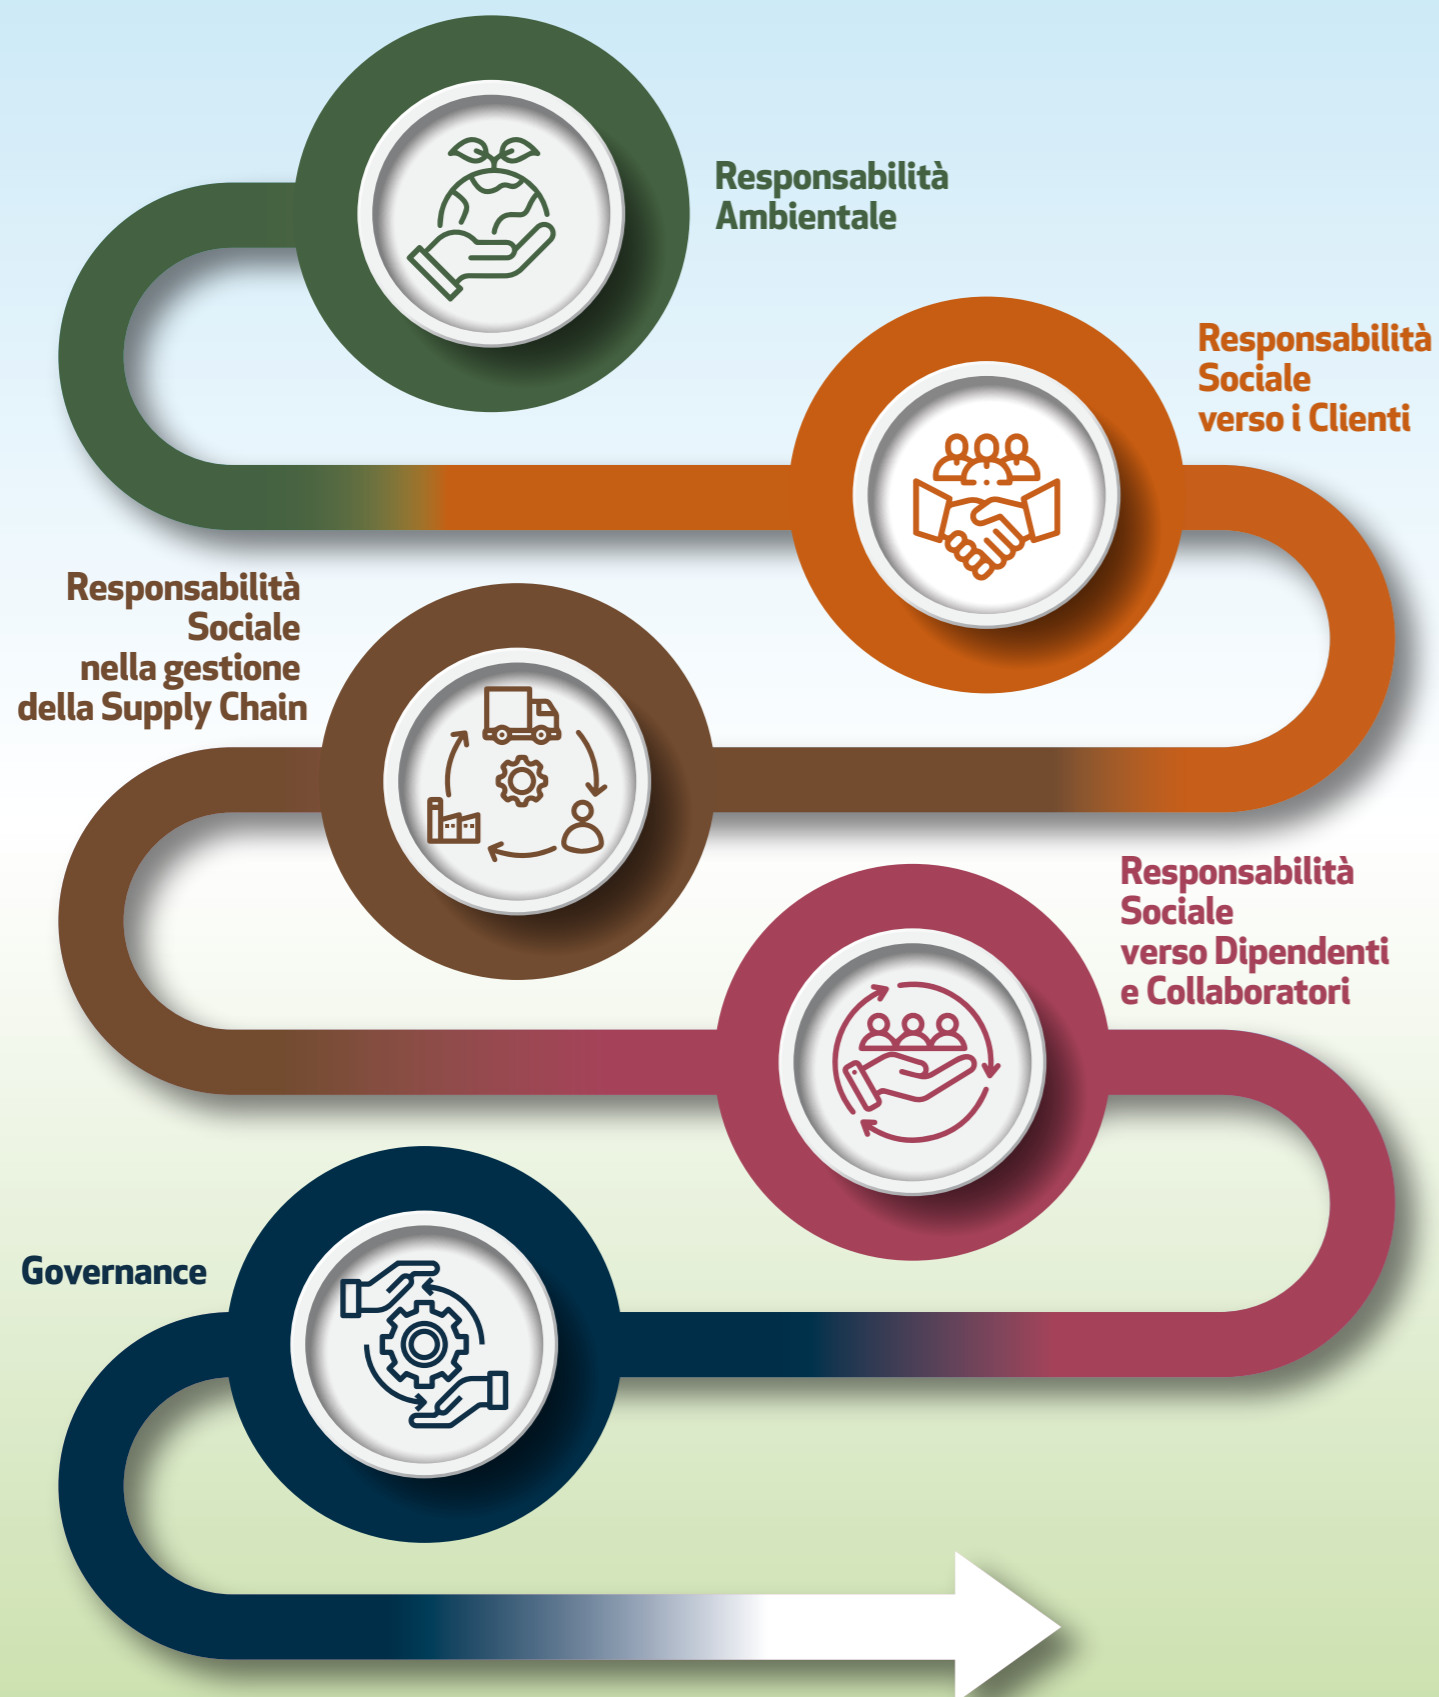 Responsabilità
Ambientale
Responsabilità
Sociale
verso i Clienti
Responsabilità
Sociale
nella gestione
della Supply Chain
Responsabilità
Sociale
verso Dipendenti
e Collaboratori
Governance